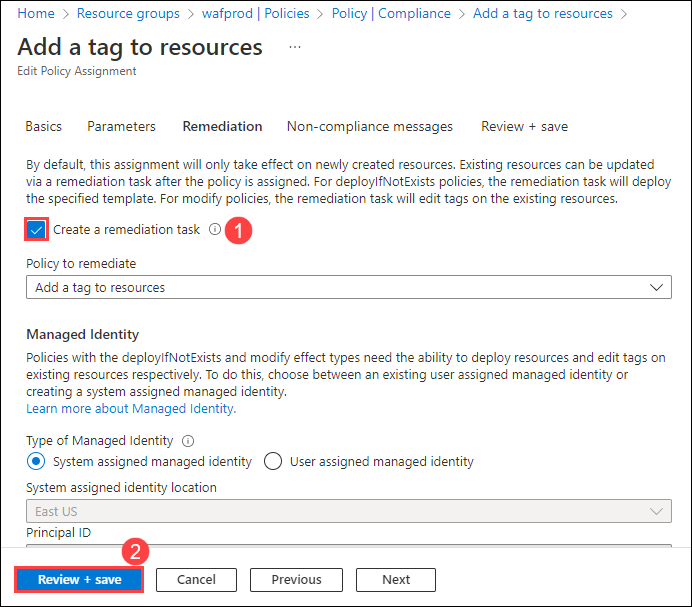 Home > Resource groups > wafprod | Policies > Policy | Compliance > Add a tag to resources >
Add a tag to resources ...
Edit Policy Assignment
Basics Parameters Remediation Non-compliance messages Review + save
By default, this assignment will only take effect on newly created resources. Existing resources can be updated
via a remediation task after the policy is assigned. For deployIfNotExists policies, the remediation task will deploy
the specified template. For modify policies, the remediation task will edit tags on the existing resources.
Create a remediation task 1
Policy to remediate
Add a tag to resources
Managed Identity
Policies with the deployIfNotExists and modify effect types need the ability to deploy resources and edit tags on
existing resources respectively. To do this, choose between an existing user assigned managed identity or
creating a system assigned managed identity.
Learn more about Managed Identity.
Type of Managed Identity
System assigned managed identity User assigned managed identity
System assigned identity location
East US
Principal ID
2
Review + save Cancel Previous Next